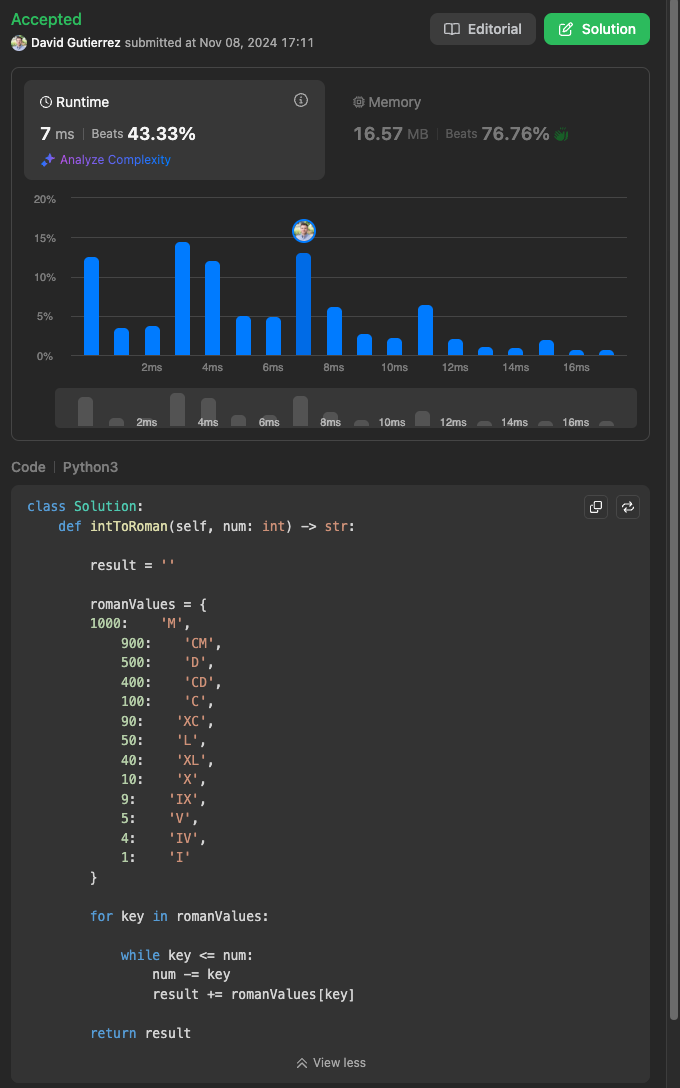 Accepted
David Gutierrez submitted at Nov 08, 2024 17:11
Editorial
Solution
Runtime
7 ms | Beats 43.33%
Analyze Complexity
Memory
16.57 MB | Beats 76.76%
20%
15%
10%
5%
0%
2ms 4ms 6ms 8ms 10ms 12ms 14ms 16ms
2ms 4ms 6ms 8ms 10ms 12ms 14ms 16ms
Code | Python3
class Solution:
    def intToRoman(self, num: int) -> str:

        result = ''

        romanValues = {
        1000:    'M',
            900:    'CM',
            500:    'D',
            400:    'CD',
            100:    'C',
            90:    'XC',
            50:    'L',
            40:    'XL',
            10:    'X',
            9:    'IX',
            5:    'V',
            4:    'IV',
            1:    'I'
        }

        for key in romanValues:

            while key <= num:
                num -= key
                result += romanValues[key]

        return result
View less